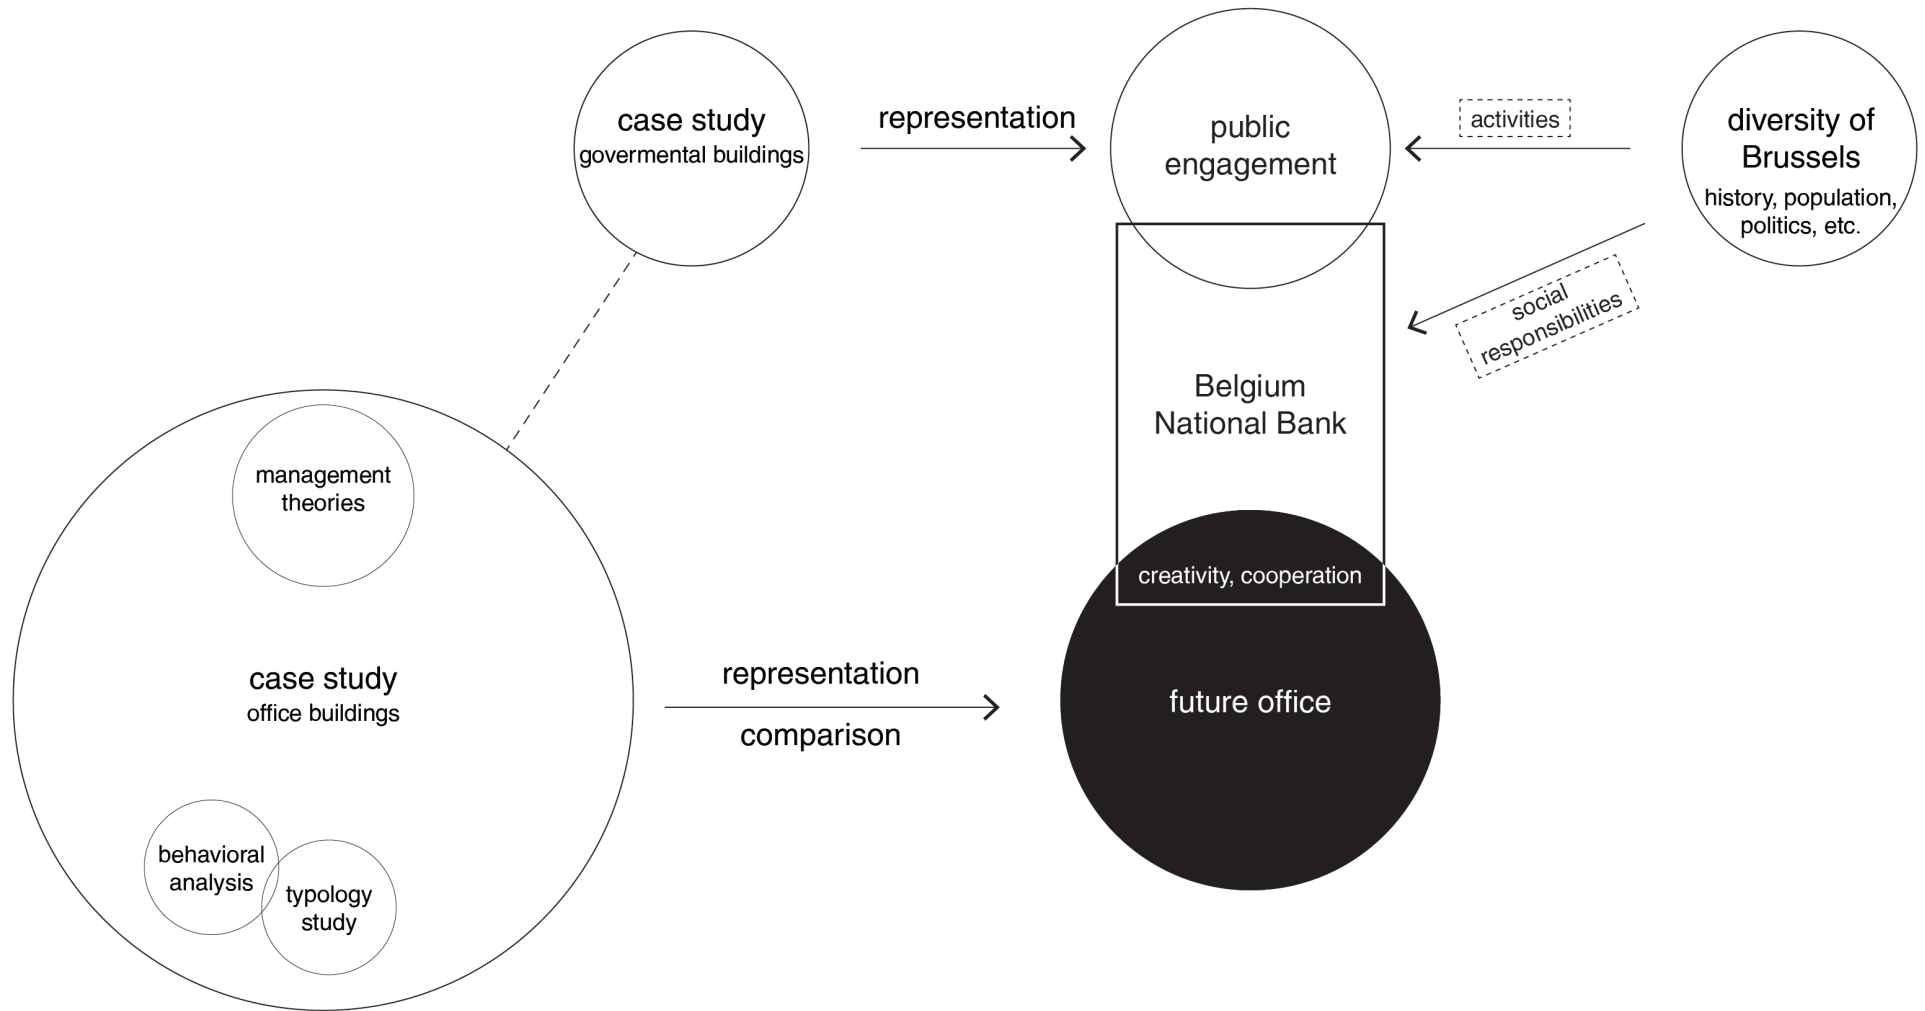 case study
govermental buildings
representation
public
engagement
activities
diversity of
Brussels
history, population,
politics, etc.
social
responsibilities
Belgium
National Bank
management
theories
creativity, cooperation
case study
office buildings
representation
comparison
future office
behavioral
analysis
typology
study